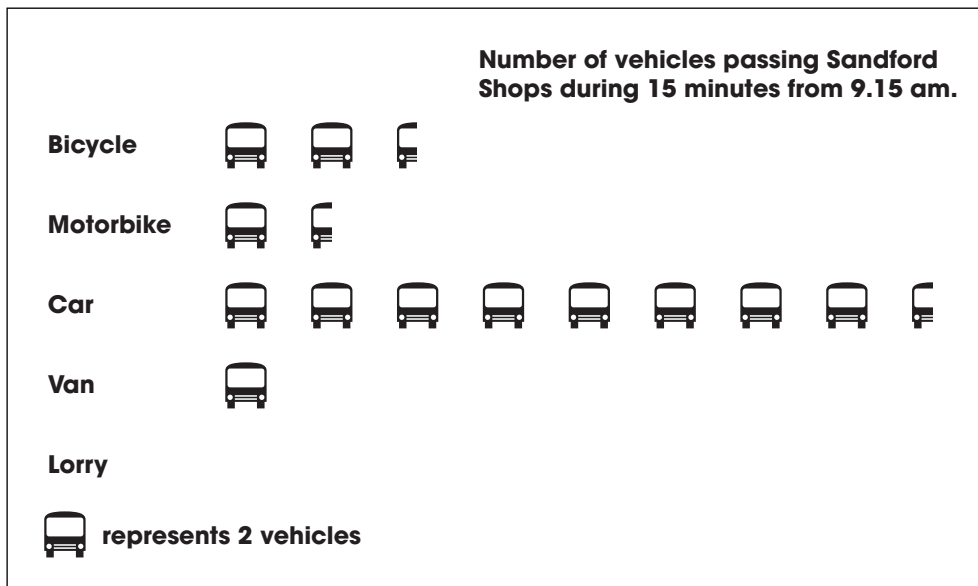 Number of vehicles passing Sandford
Shops during 15 minutes from 9.15 am.
Bicycle
Motorbike
Car
Van
Lorry
represents 2 vehicles